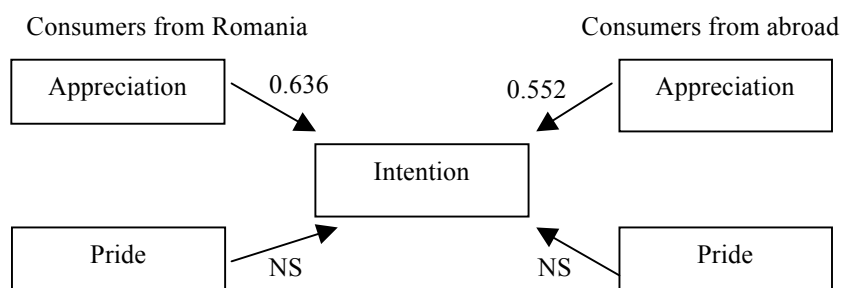 Consumers from Romania
Consumers from abroad
Appreciation
0.636
0.552
Appreciation
Intention
Pride
NS
NS
Pride